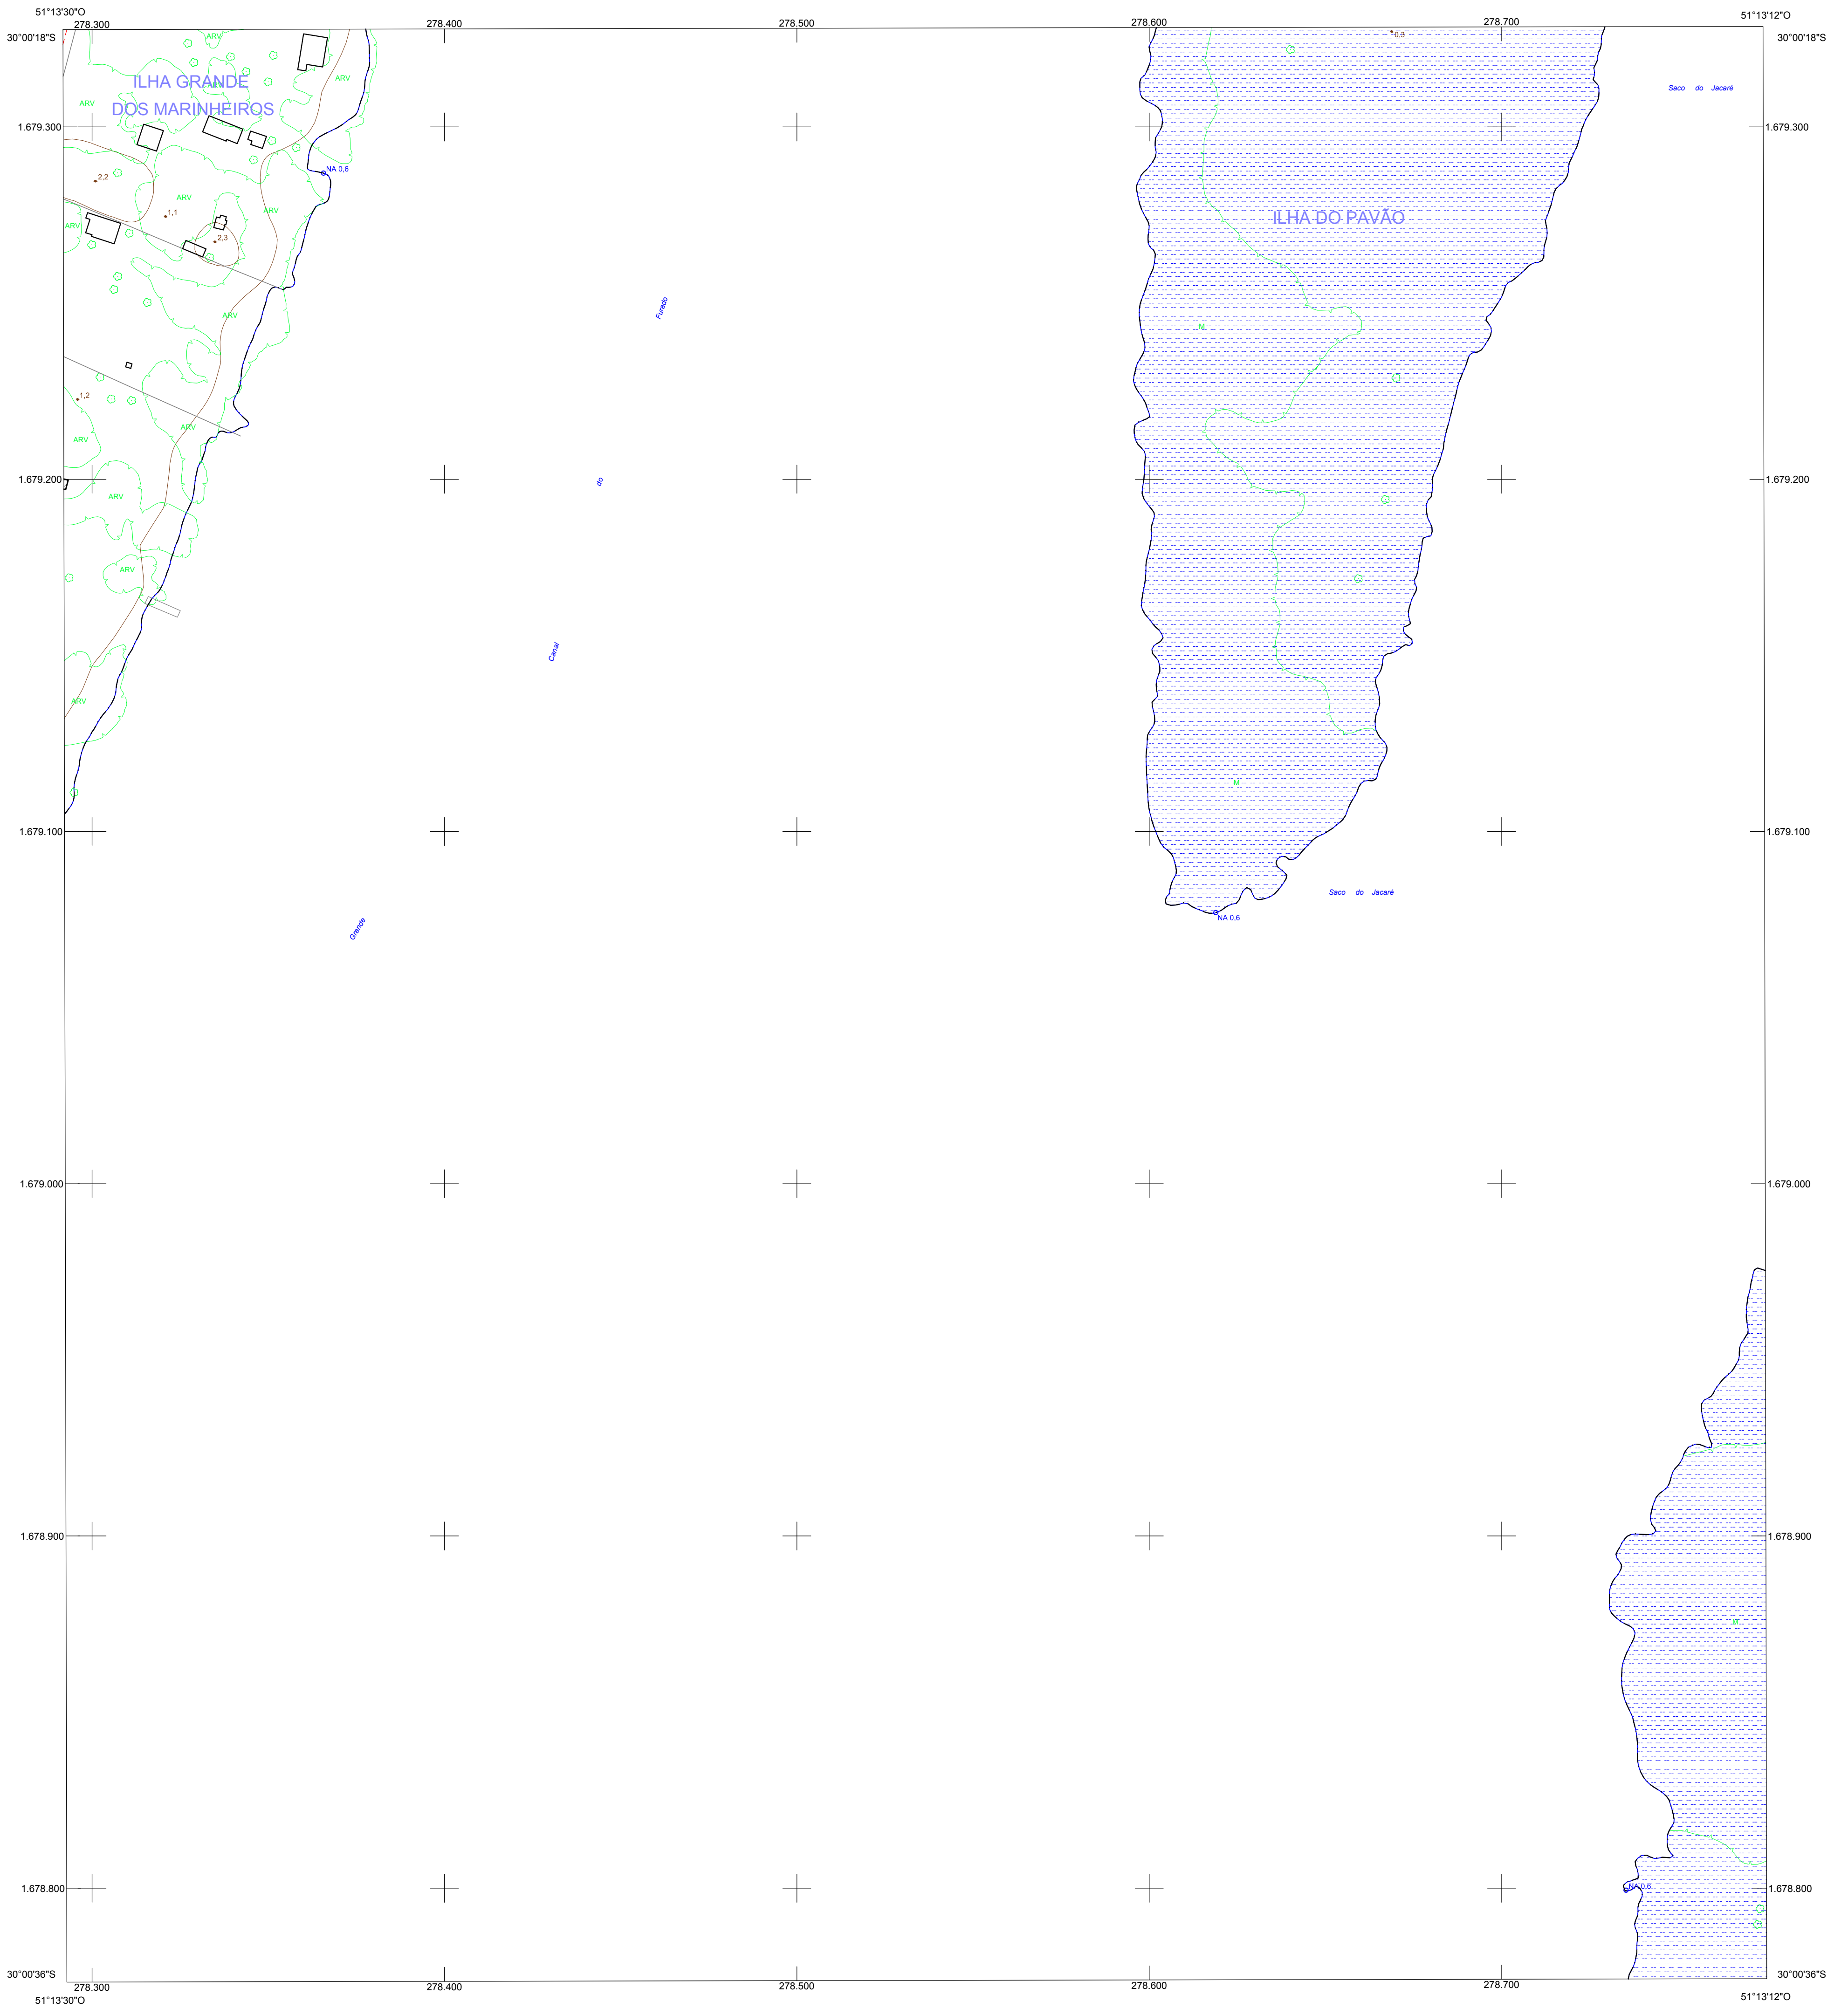 51°13'30"O
278.300
278.400
278.500
278.600
278.700
51°13'12"O
30°00'18"S
30°00'18"S
0,9
ARV
ARV
ILHA GRANDE
ARV
DOS MARINHEIROS
Saco do Jacaré
1.679.300
1.679.300
NA 0,6
2,2
ARV
1,1
ARV
ARV
2,3
ILHA DO PAVÃO
Furado
ARV
M
1,2
ARV
ARV
1.679.200
do
1.679.200
ARV
ARV
Canal
ARV
M
1.679.100
1.679.100
Saco do Jacaré
NA 0,6
Grande
1.679.000
1.679.000
1.678.900
1.678.900
M
1.678.800
NA 0,6
1.678.800
30°00'36"S
30°00'36"S
278.300
278.400
278.500
278.600
278.700
51°13'30"O
51°13'12"O